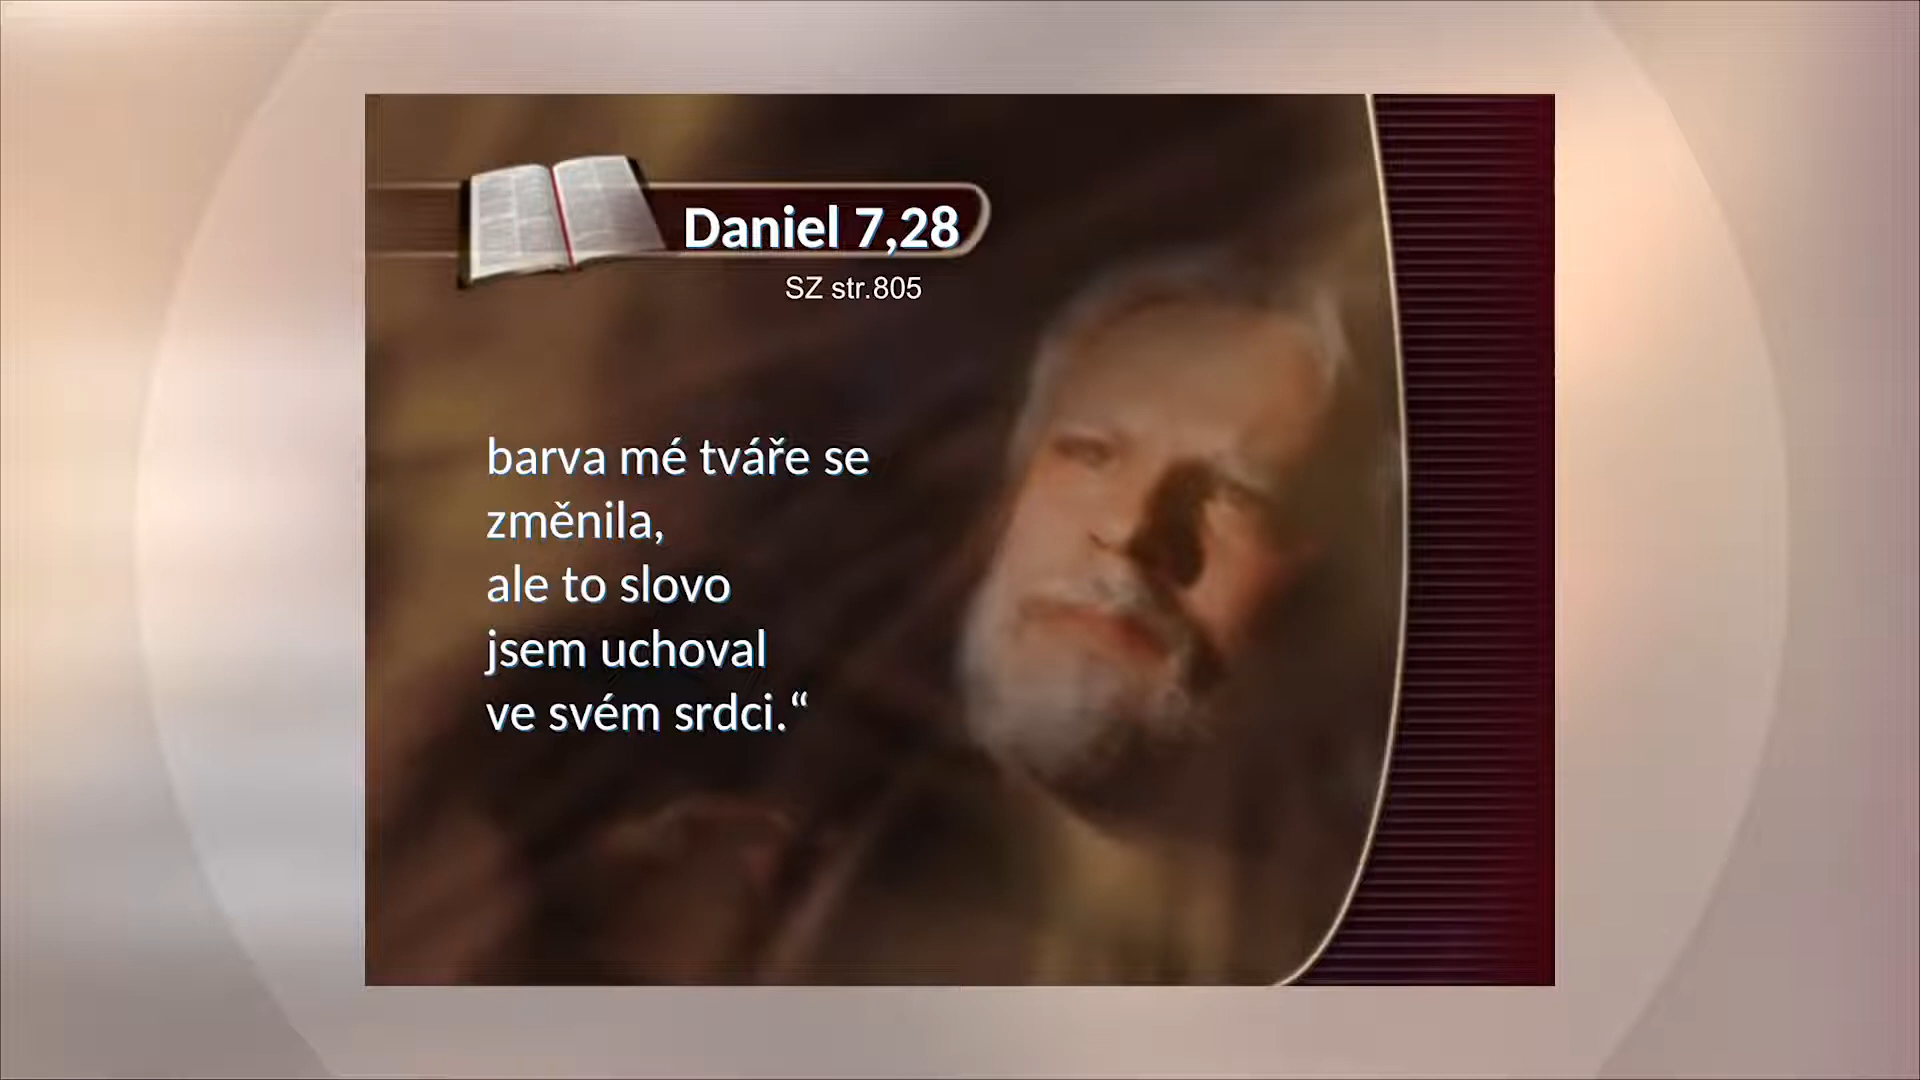 Daniel 7,28
SZ str.805
barva mé tváře se
změnila,
ale to slovo
jsem uchoval
ve svém srdci.“